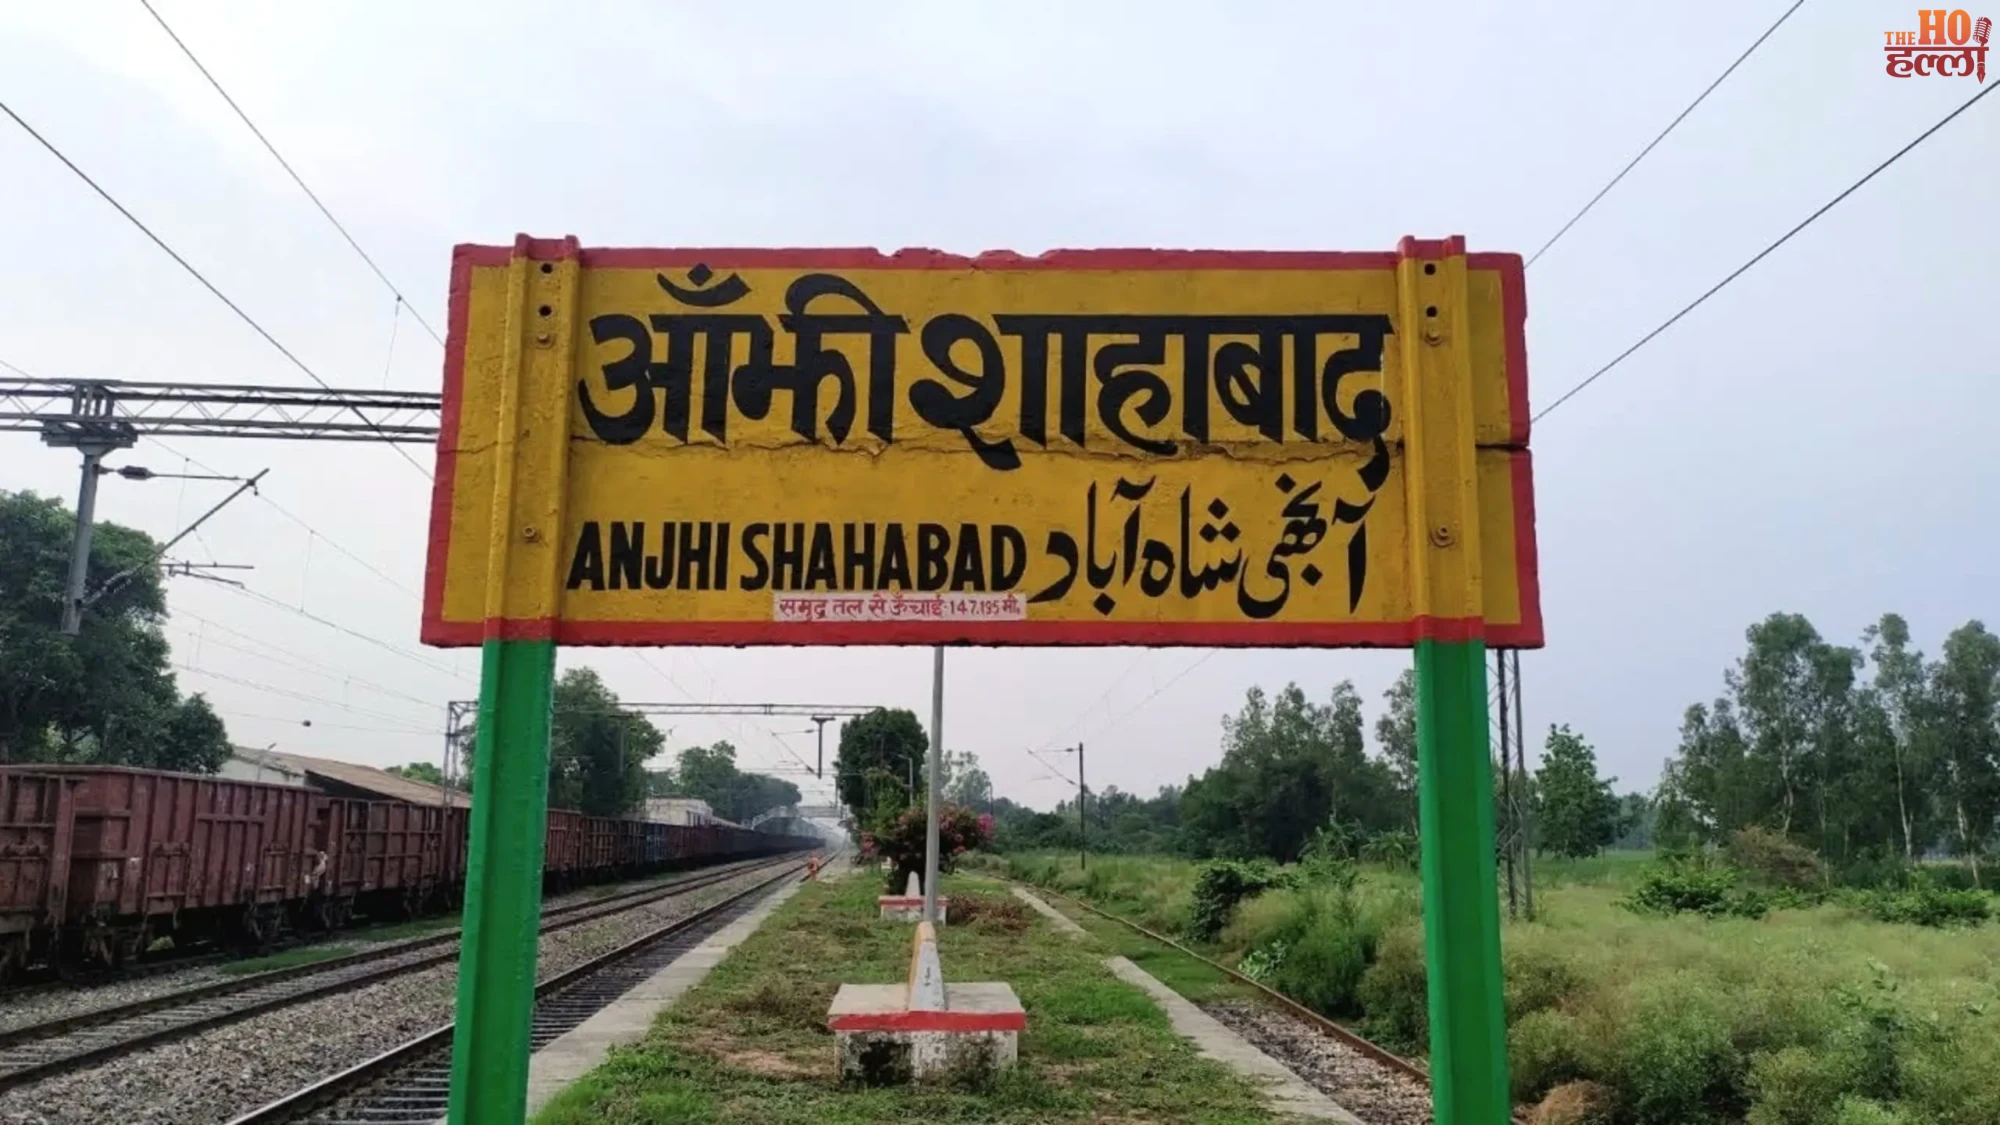 THE HO
हल्ला
आँझी शाहाबाद
ANJHI SHAHABAD آنجھی شاہ آباد
समुद्र तल से ऊँचाई-147.195 मी.